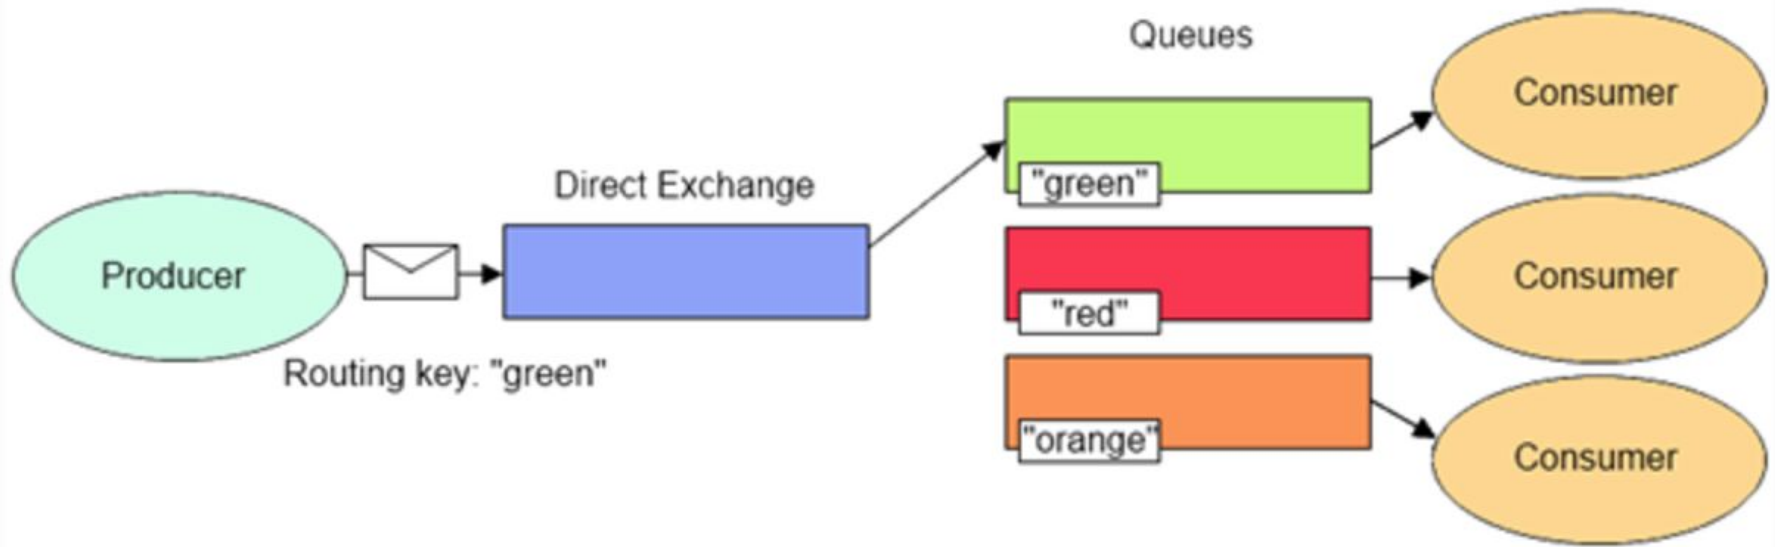 Queues
Consumer
"green"
Direct Exchange
Producer
Consumer
"red"
Routing key: "green"
"orange"
Consumer